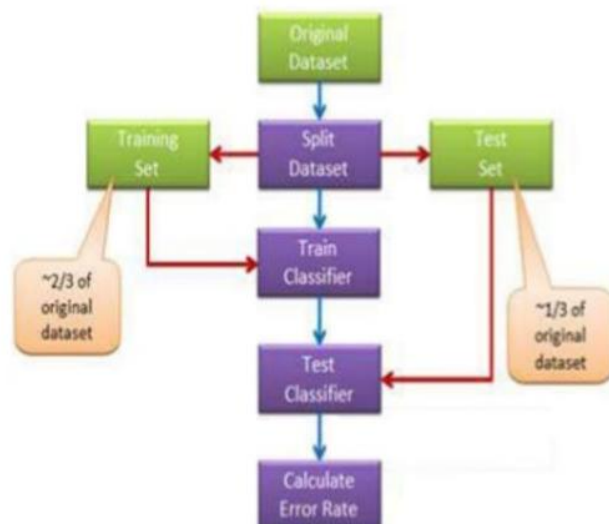 Original
Dataset
Training
Set
Split
Dataset
Test
Set
~2/3 of
original
dataset
Train
Classifier
~1/3 of
original
dataset
Test
Classifier
Calculate
Error Rate